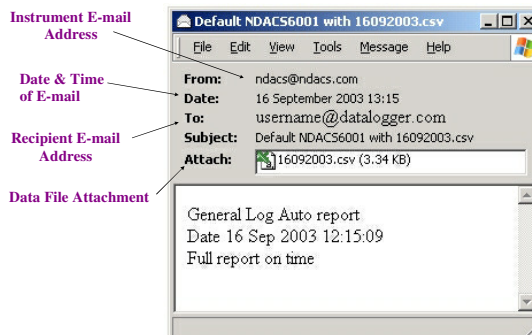 Instrument E-mail
Address
Date & Time
of E-mail
Recipient E-mail
Address
Data File Attachment
Default NDACS6001 with 16092003.csv
File Edit View Tools Message Help
From: ndacs@ndacs.com
Date: 16 September 2003 13:15
To: username@datalogger.com
Subject: Default NDACS6001 with 16092003.csv
Attach: 16092003.csv (3.34 KB)
General Log Auto report
Date 16 Sep 2003 12:15:09
Full report on time